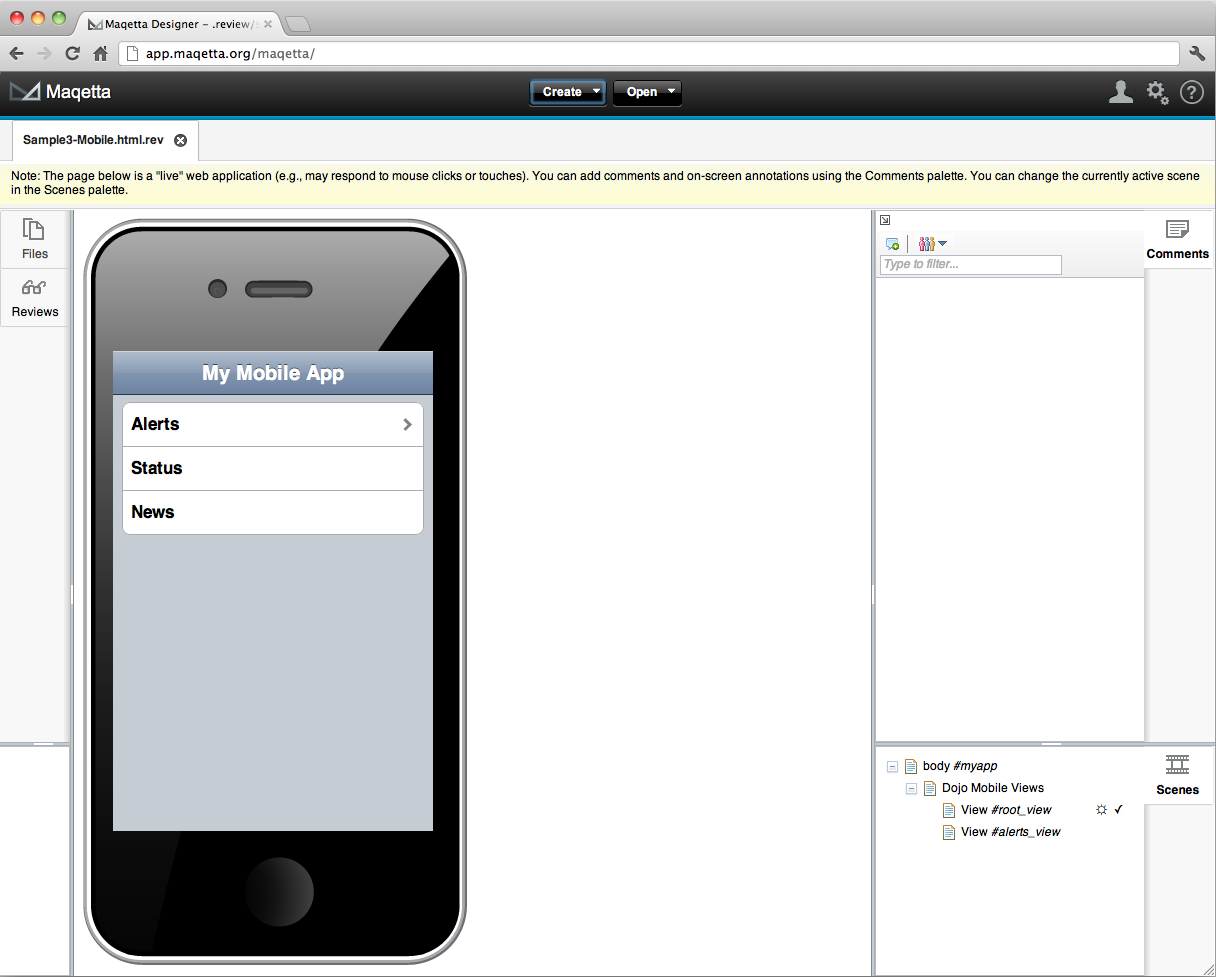 Maqetta Designer – .review/
app.maqetta.org/maqetta/
Maqetta
Create
Open
?
Sample3-Mobile.html.rev
Note: The page below is a "live" web application (e.g., may respond to mouse clicks or touches). You can add comments and on-screen annotations using the Comments palette. You can change the currently active scene
in the Scenes palette.
Files
Reviews
My Mobile App
Alerts
Status
News
Type to filter...
Comments
body #myapp
Dojo Mobile Views
View #root_view
View #alerts_view
Scenes